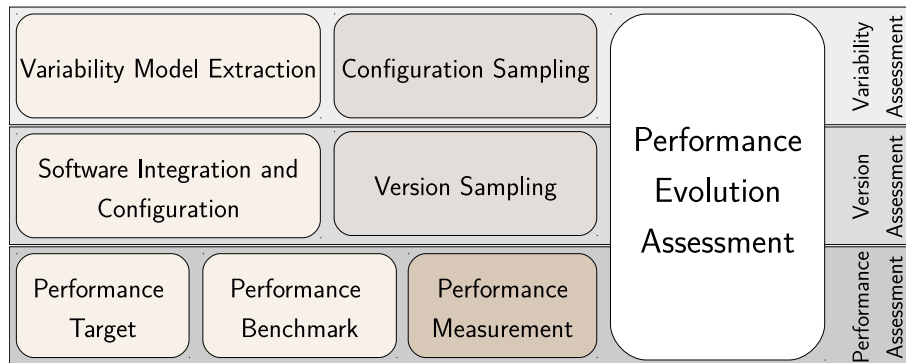 Variability Model Extraction
Configuration Sampling
Software Integration and
Configuration
Version Sampling
Performance
Target
Performance
Benchmark
Performance
Measurement
Performance
Evolution
Assessment
Variability
Assessment
Version
Assessment
Performance
Assessment